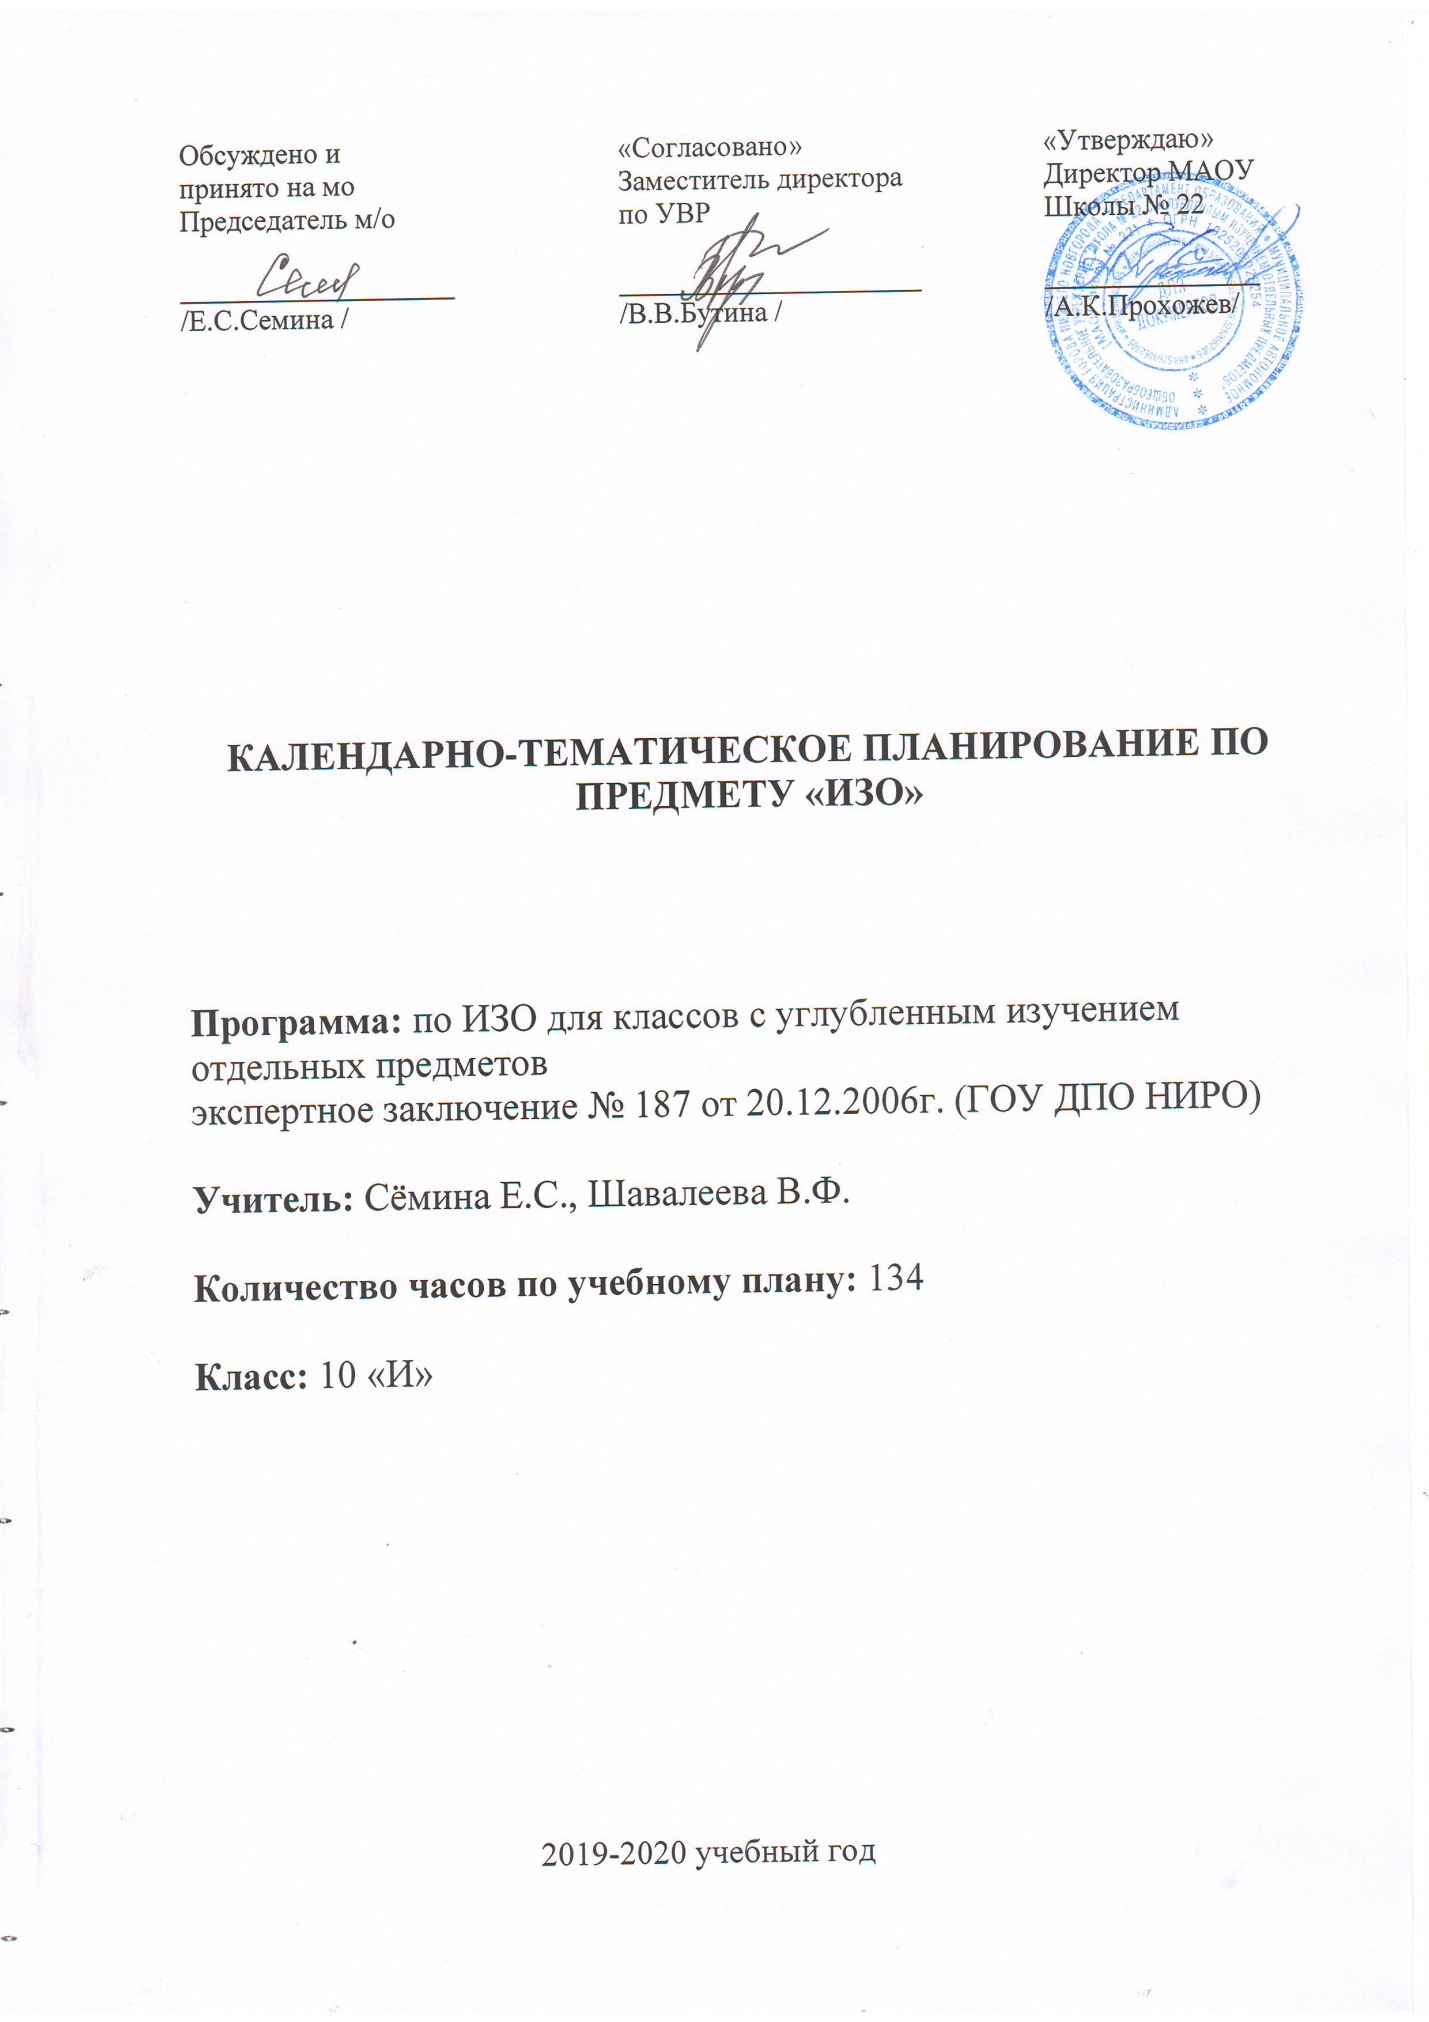 Обсуждено и
принято на мо
Председатель м/о
/Е.С.Семина /
«Согласовано»
Заместитель директора
по УВР
/В.В.Бутина /
«Утверждаю»
Директор МАОУ
Школы № 22
/А.К.Прохожев/
ДЛЯ
ДОКУМЕНТОВ
КАЛЕНДАРНО-ТЕМАТИЧЕСКОЕ ПЛАНИРОВАНИЕ ПО
ПРЕДМЕТУ «ИЗО»
Программа: по ИЗО для классов с углубленным изучением
отдельных предметов
экспертное заключение № 187 от 20.12.2006г. (ГОУ ДПО НИРО)
Учитель: Сёмина Е.С., Шавалеева В.Ф.
Количество часов по учебному плану: 134
Класс: 10 «И»
2019-2020 учебный год